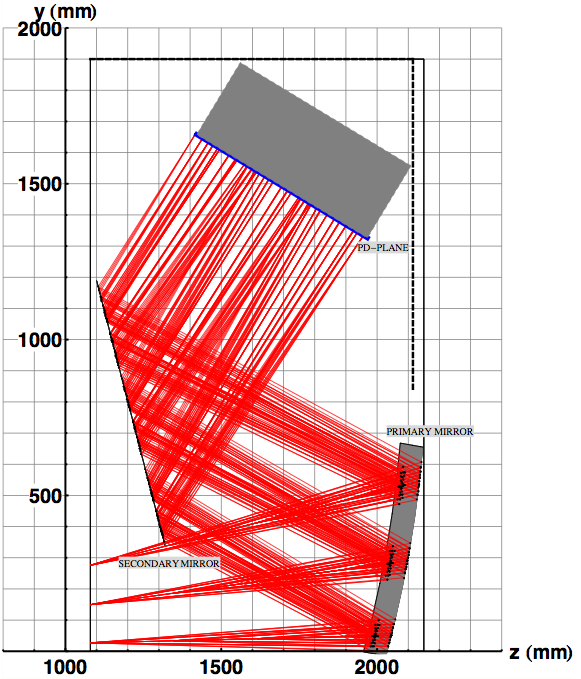 y (mm)
2000
1500
PD-PLANE
1000
PRIMARY MIRROR
500
SECONDARY MIRROR
z (mm)
1000 1500 2000